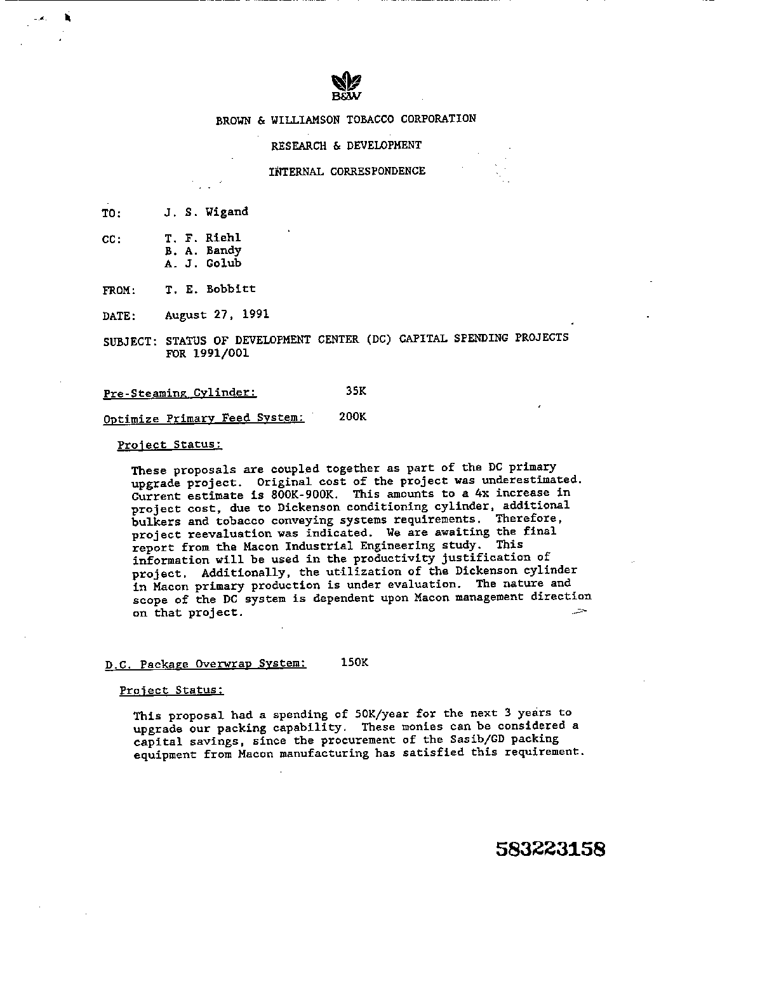 B&W
BROWN & WILLIAMSON TOBACCO CORPORATION
RESEARCH & DEVELOPMENT
INTERNAL CORRESPONDENCE
TO: J. S. Wigand
CC: T. F. Riehl
B. A. Bandy
A. J. Golub
FROM: T. E. Bobbitt
DATE: August 27, 1991
SUBJECT: STATUS OF DEVELOPMENT CENTER (DC) CAPITAL SPENDING PROJECTS
FOR 1991/001
Pre-Steaming Cylinder: 35K
Optimize Primary Feed System: 200K
Project Status:
These proposals are coupled together as part of the DC primary
upgrade project. Original cost of the project was underestimated.
Current estimate is 800K-900K. This amounts to a 4x increase in
project cost, due to Dickenson conditioning cylinder, additional
bulkers and tobacco conveying systems requirements. Therefore,
project reevaluation was indicated. We are awaiting the final
report from the Macon Industrial Engineering study. This
information will be used in the productivity justification of
project. Additionally, the utilization of the Dickenson cylinder
in Macon primary production is under evaluation. The nature and
scope of the DC system is dependent upon Macon management direction
on that project.
D.C. Package Overwrap System: 150K
Project Status:
This proposal had a spending of 50K/year for the next 3 years to
upgrade our packing capability. These monies can be considered a
capital savings, since the procurement of the Sasib/GD packing
equipment from Macon manufacturing has satisfied this requirement.
583223158